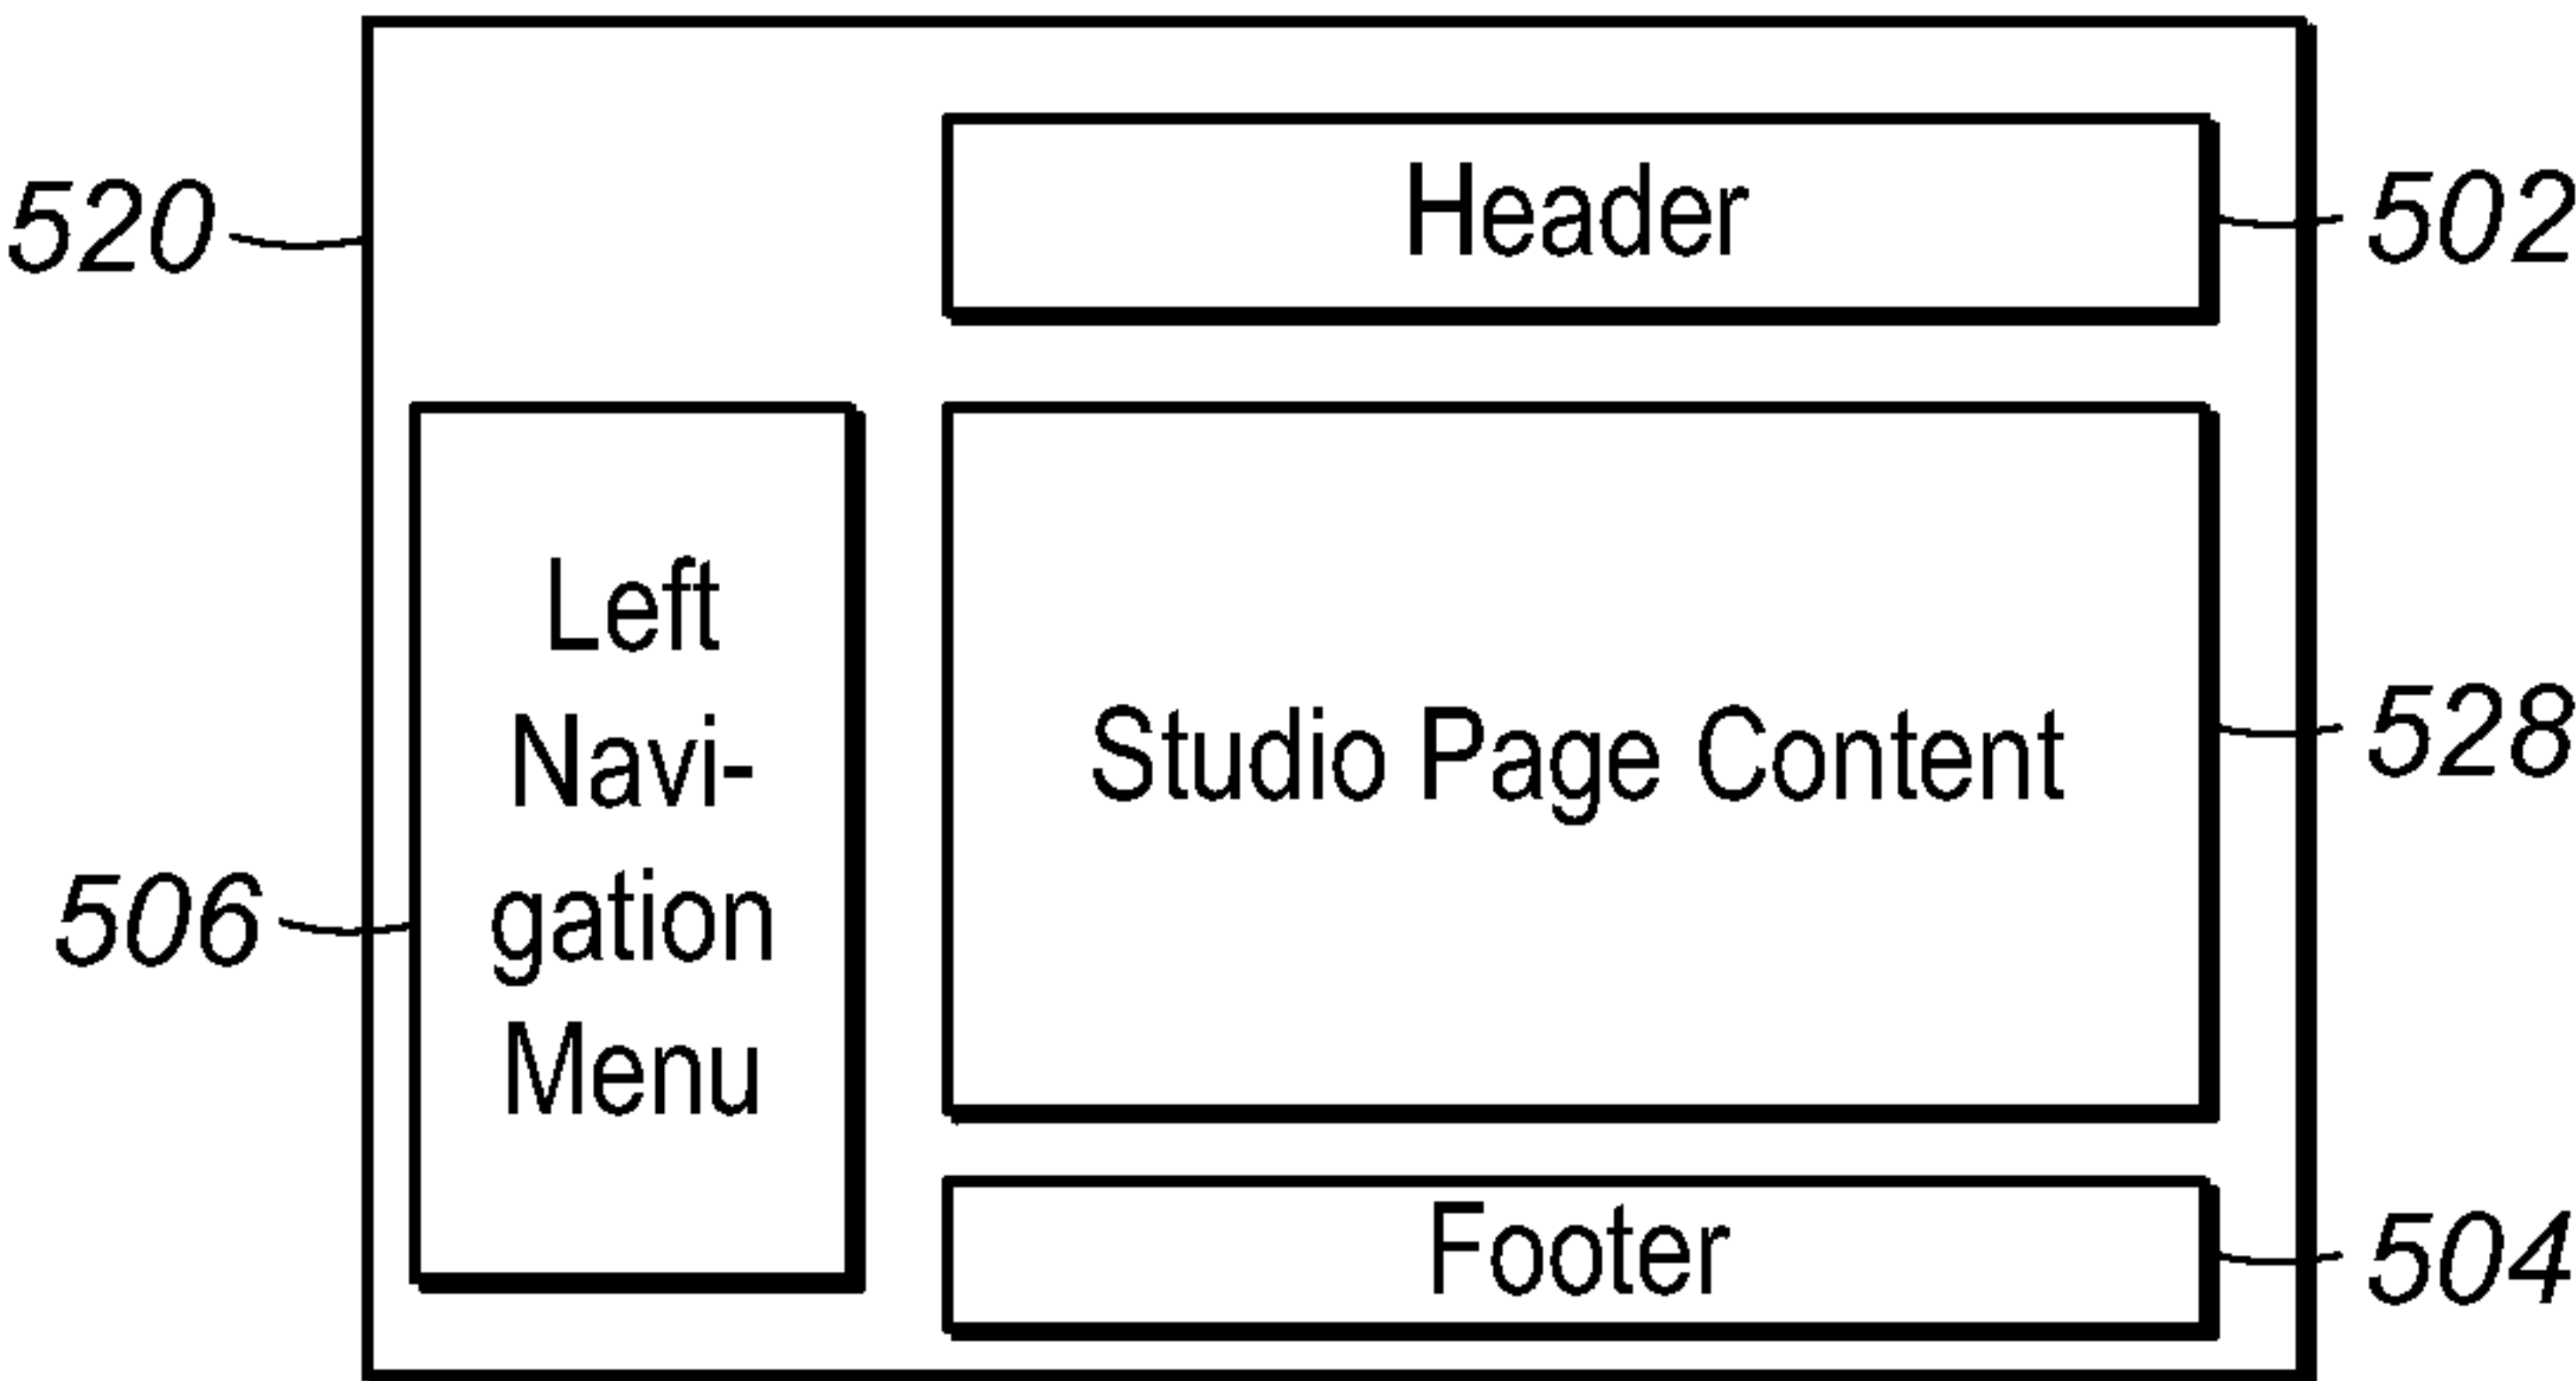 520
Header
502
Left
Navi-
gation
Menu
506
Studio Page Content
528
Footer
504